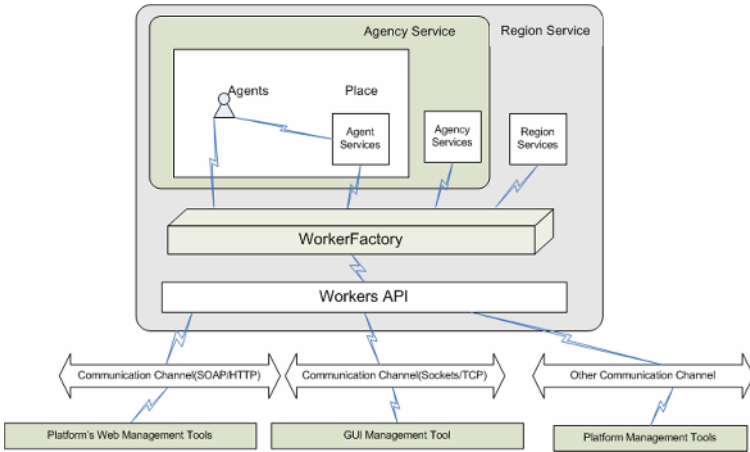 Agency Service
Region Service
Agents
Place
Agent
Services
Agency
Services
Region
Services
WorkerFactory
Workers API
Communication Channel(SOAP/HTTP)
Communication Channel(Sockets/TCP)
Other Communication Channel
Platform's Web Management Tools
GUI Management Tool
Platform Management Tools